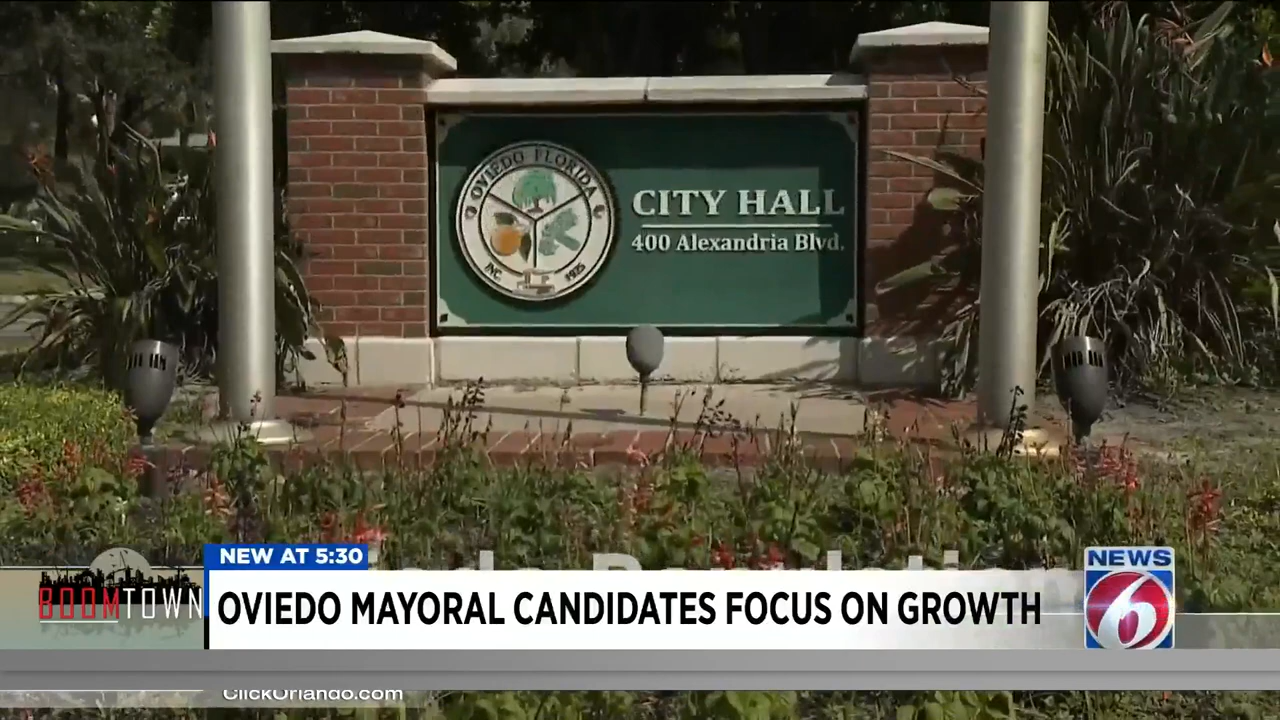 OVIEDO FLORIDA
INC. 1925
CITY HALL
400 Alexandria Blvd.
NEW AT 5:30
BOOMTOWN
OVIEDO MAYORAL CANDIDATES FOCUS ON GROWTH
NEWS
6
ClickOrlando.com